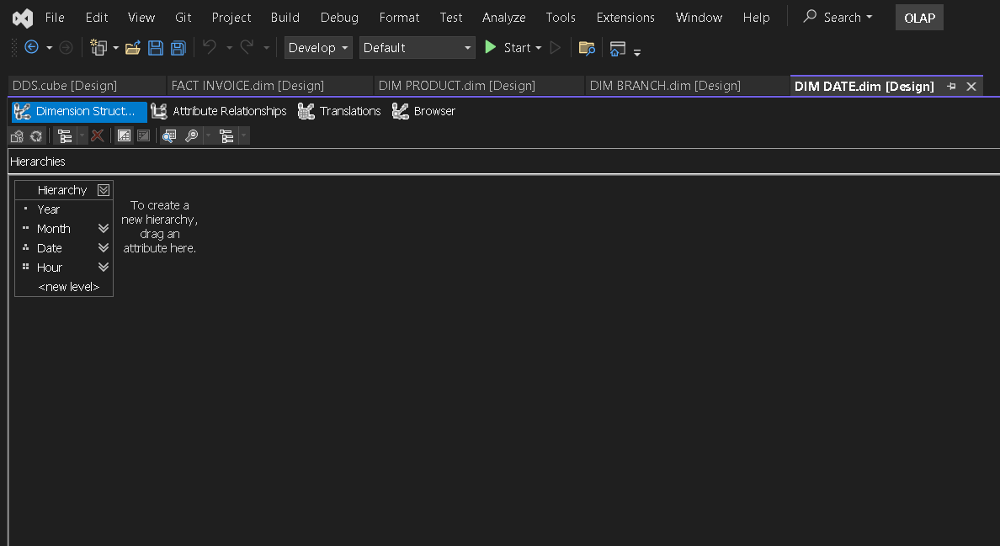 File Edit View Git Project Build Debug Format Test Analyze Tools Extensions Window Help Search OLAP
Develop Default Start
DDS.cube [Design] FACT INVOICE.dim [Design] DIM PRODUCT.dim [Design] DIM BRANCH.dim [Design] DIM DATE.dim [Design]
Dimension Struct... Attribute Relationships Translations Browser
Hierarchies
Hierarchy
Year
Month
Date
Hour
<new level>
To create a
new hierarchy,
drag an
attribute here.